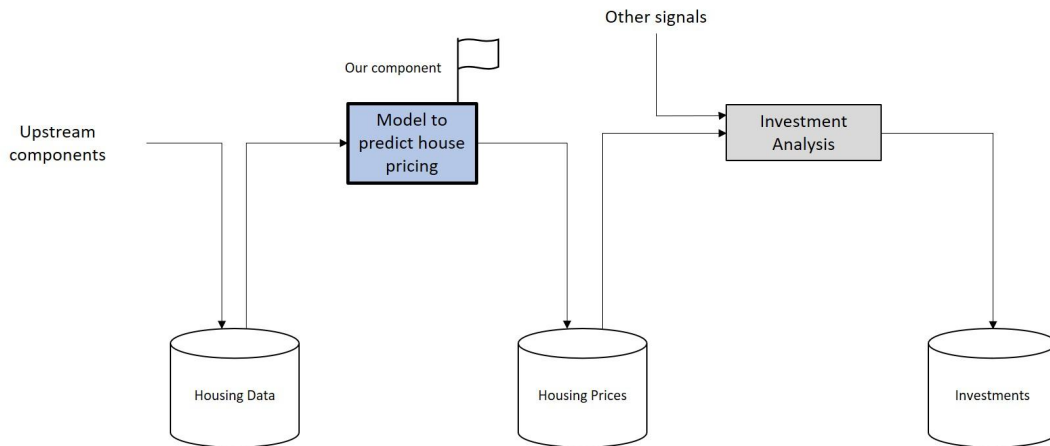 Other signals
Our component
Upstream
components
Model to
predict house
pricing
Investment
Analysis
Housing Data
Housing Prices
Investments